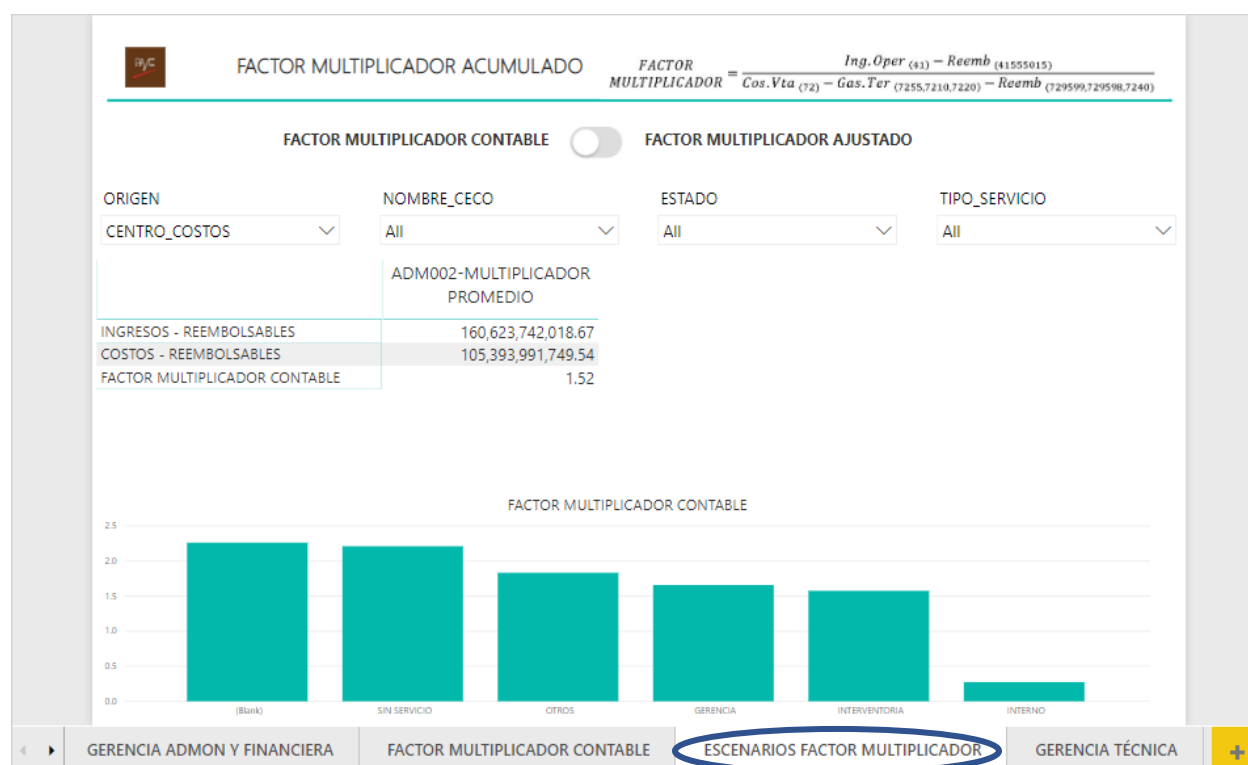 PAYC
FACTOR MULTIPLICADOR ACUMULADO
FACTOR MULTIPLICADOR = Ing.Oper (41) − Reemb (41555015)
Cos.Vta (72) − Gas.Ter (7255,7210,7220) − Reemb (729599,729598,7240)
FACTOR MULTIPLICADOR CONTABLE FACTOR MULTIPLICADOR AJUSTADO
ORIGEN NOMBRE_CECO ESTADO TIPO_SERVICIO
CENTRO_COSTOS All All All
ADM002-MULTIPLICADOR
PROMEDIO
INGRESOS - REEMBOLSABLES 160,623,742,018.67
COSTOS - REEMBOLSABLES 105,393,991,749.54
FACTOR MULTIPLICADOR CONTABLE 1.52
FACTOR MULTIPLICADOR CONTABLE
2.5
2.0
1.5
1.0
0.5
0.0
(Blank) SIN SERVICIO OTROS GERENCIA INTERVENTORIA INTERNO
GERENCIA ADMON Y FINANCIERA FACTOR MULTIPLICADOR CONTABLE ESCENARIOS FACTOR MULTIPLICADOR GERENCIA TÉCNICA +